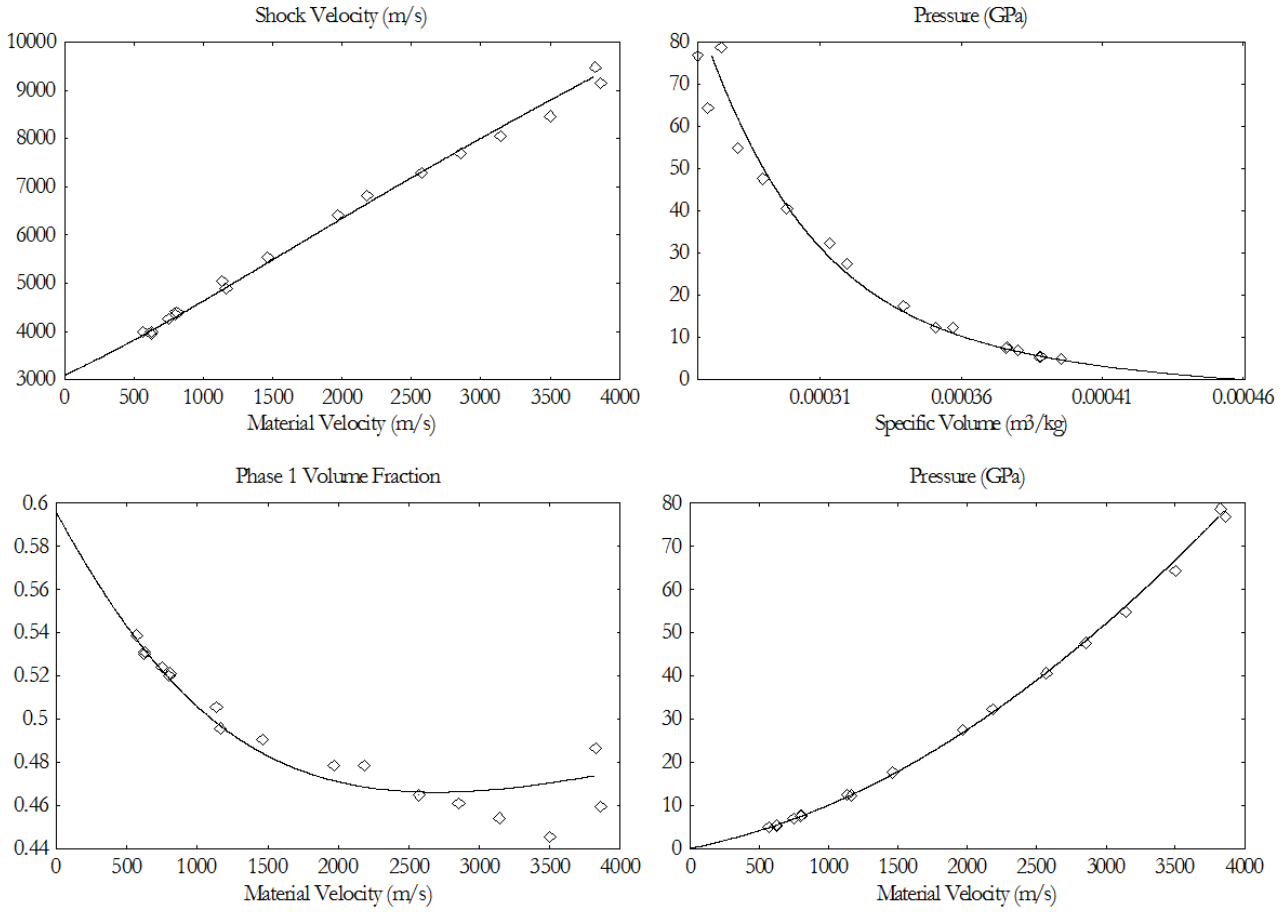 Shock Velocity (m/s)
10000
9000
8000
7000
6000
5000
4000
3000
0 500 1000 1500 2000 2500 3000 3500 4000
Material Velocity (m/s)
Pressure (GPa)
80
70
60
50
40
30
20
10
0
0.00031 0.00036 0.00041 0.00046
Specific Volume (m3/kg)
Phase 1 Volume Fraction
0.6
0.58
0.56
0.54
0.52
0.5
0.48
0.46
0.44
0 500 1000 1500 2000 2500 3000 3500 4000
Material Velocity (m/s)
Pressure (GPa)
80
70
60
50
40
30
20
10
0
0 500 1000 1500 2000 2500 3000 3500 4000
Material Velocity (m/s)